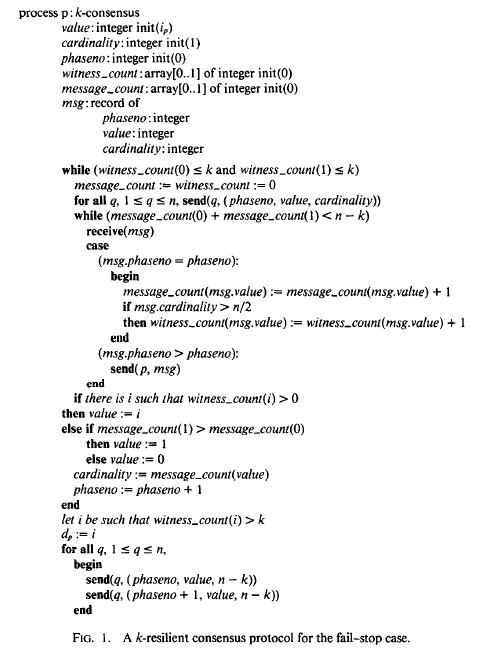 process p: k-consensus
value: integer init(iₚ)
cardinality: integer init(1)
phaseno: integer init(0)
witness_count: array[0..1] of integer init(0)
message_count: array[0..1] of integer init(0)
msg: record of
phaseno: integer
value: integer
cardinality: integer
while (witness_count(0) ≤ k and witness_count(1) ≤ k)
message_count := witness_count := 0
for all q, 1 ≤ q ≤ n, send(q, (phaseno, value, cardinality))
while (message_count(0) + message_count(1) < n − k)
receive(msg)
case
(msg.phaseno = phaseno):
begin
message_count(msg.value) := message_count(msg.value) + 1
if msg.cardinality > n/2
then witness_count(msg.value) := witness_count(msg.value) + 1
end
(msg.phaseno > phaseno):
send(p, msg)
end
if there is i such that witness_count(i) > 0
then value := i
else if message_count(1) > message_count(0)
then value := 1
else value := 0
cardinality := message_count(value)
phaseno := phaseno + 1
end
let i be such that witness_count(i) > k
dₚ := i
for all q, 1 ≤ q ≤ n,
begin
send(q, (phaseno, value, n − k))
send(q, (phaseno + 1, value, n − k))
end
FIG. 1. A k-resilient consensus protocol for the fail-stop case.